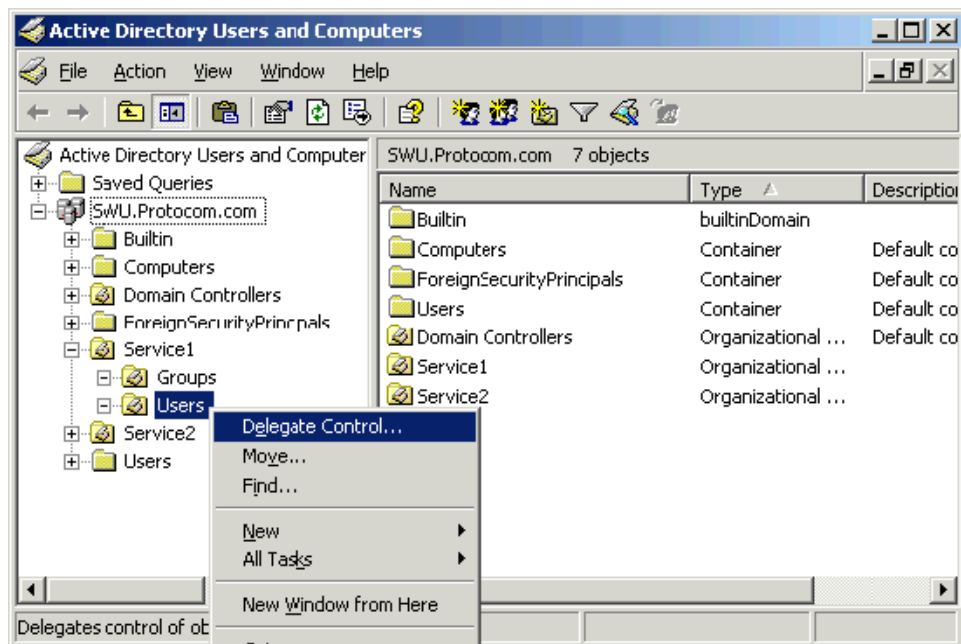 Active Directory Users and Computers
File Action View Window Help
Active Directory Users and Computer
Saved Queries
SWU.Protocom.com
Builtin
Computers
Domain Controllers
ForeignSecurityPrincpals
Service1
Groups
Users
Service2
Users
SWU.Protocom.com 7 objects
Name Type Description
Builtin builtinDomain
Computers Container Default co
ForeignSecurityPrincipals Container Default co
Users Container Default co
Domain Controllers Organizational ... Default co
Service1 Organizational ...
Service2 Organizational ...
Delegate Control...
Move...
Find...
New
All Tasks
New Window from Here
Delegates control of ob